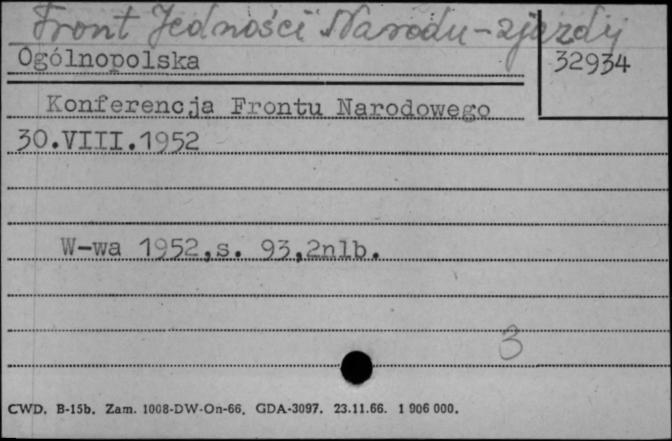 Front Jedności Narodu - zjazdy
Ogólnopolska
32934
Konferencja Frontu Narodowego
30.VIII.1952
W-wa 1952,s. 93,2nlb.
3
CWD. B-15b. Zam. 1008-DW-On-66. GDA-3097. 23.11.66. 1 906 000.